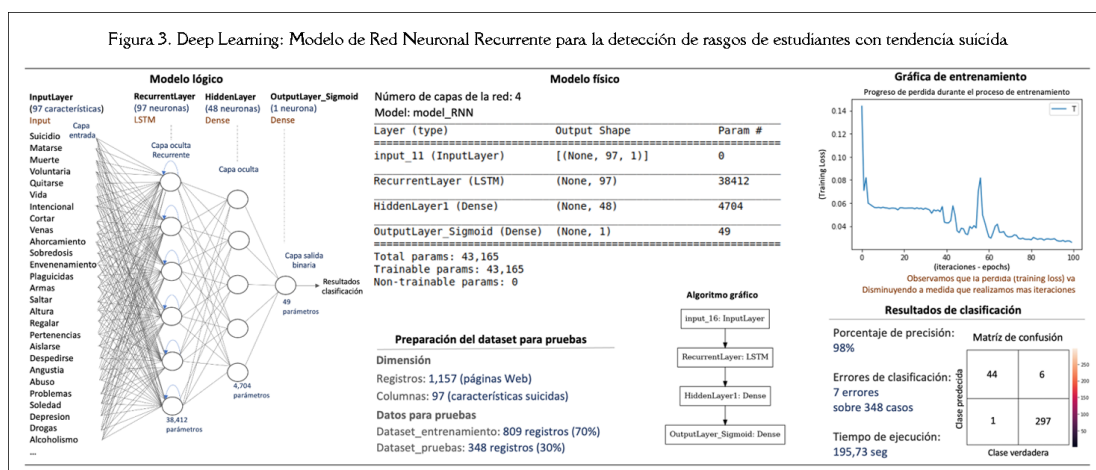 Figura 3. Deep Learning: Modelo de Red Neuronal Recurrente para la detección de rasgos de estudiantes con tendencia suicida
Modelo lógico
InputLayer
(97 características)
Input
RecurrentLayer
(97 neuronas)
LSTM
HiddenLayer
(48 neuronas)
Dense
OutputLayer_Sigmoid
(1 neurona)
Dense
Capa
entrada
Capa oculta
Recurrente
Capa oculta
Capa salida
binaria
Suicidio
Matarse
Muerte
Voluntaria
Quitarse
Vida
Intencional
Cortar
Venas
Ahorcamiento
Sobredosis
Envenenamiento
Plaguicidas
Armas
Saltar
Altura
Regalar
Pertenencias
Aislarse
Despedirse
Angustia
Abuso
Problemas
Soledad
Depresion
Drogas
Alcoholismo
...
38,412
parámetros
4,704
parámetros
49
parámetros
Resultados
clasificación
Modelo físico
Número de capas de la red: 4
Model: model_RNN
Layer (type) Output Shape Param #
input_11 (InputLayer) [(None, 97, 1)] 0
RecurrentLayer (LSTM) (None, 97) 38412
HiddenLayer1 (Dense) (None, 48) 4704
OutputLayer_Sigmoid (Dense) (None, 1) 49
Total params: 43,165
Trainable params: 43,165
Non-trainable params: 0
Preparación del dataset para pruebas
Dimensión
Registros: 1,157 (páginas Web)
Columnas: 97 (características suicidas)
Datos para pruebas
Dataset_entrenamiento: 809 registros (70%)
Dataset_pruebas: 348 registros (30%)
Algoritmo gráfico
input_16: InputLayer
RecurrentLayer: LSTM
HiddenLayer1: Dense
OutputLayer_Sigmoid: Dense
Gráfica de entrenamiento
Progreso de perdida durante el proceso de entrenamiento
T
(Training Loss)
0.14
0.12
0.10
0.08
0.06
0.04
0 20 40 60 80 100
(iteraciones - epochs)
Observamos que la perdida (training loss) va
Disminuyendo a medida que realizamos mas iteraciones
Resultados de clasificación
Porcentaje de precisión:
98%
Errores de clasificación:
7 errores
sobre 348 casos
Tiempo de ejecución:
195,73 seg
Matríz de confusión
Clase predecida
44 6
1 297
Clase verdadera
250
200
150
100
50